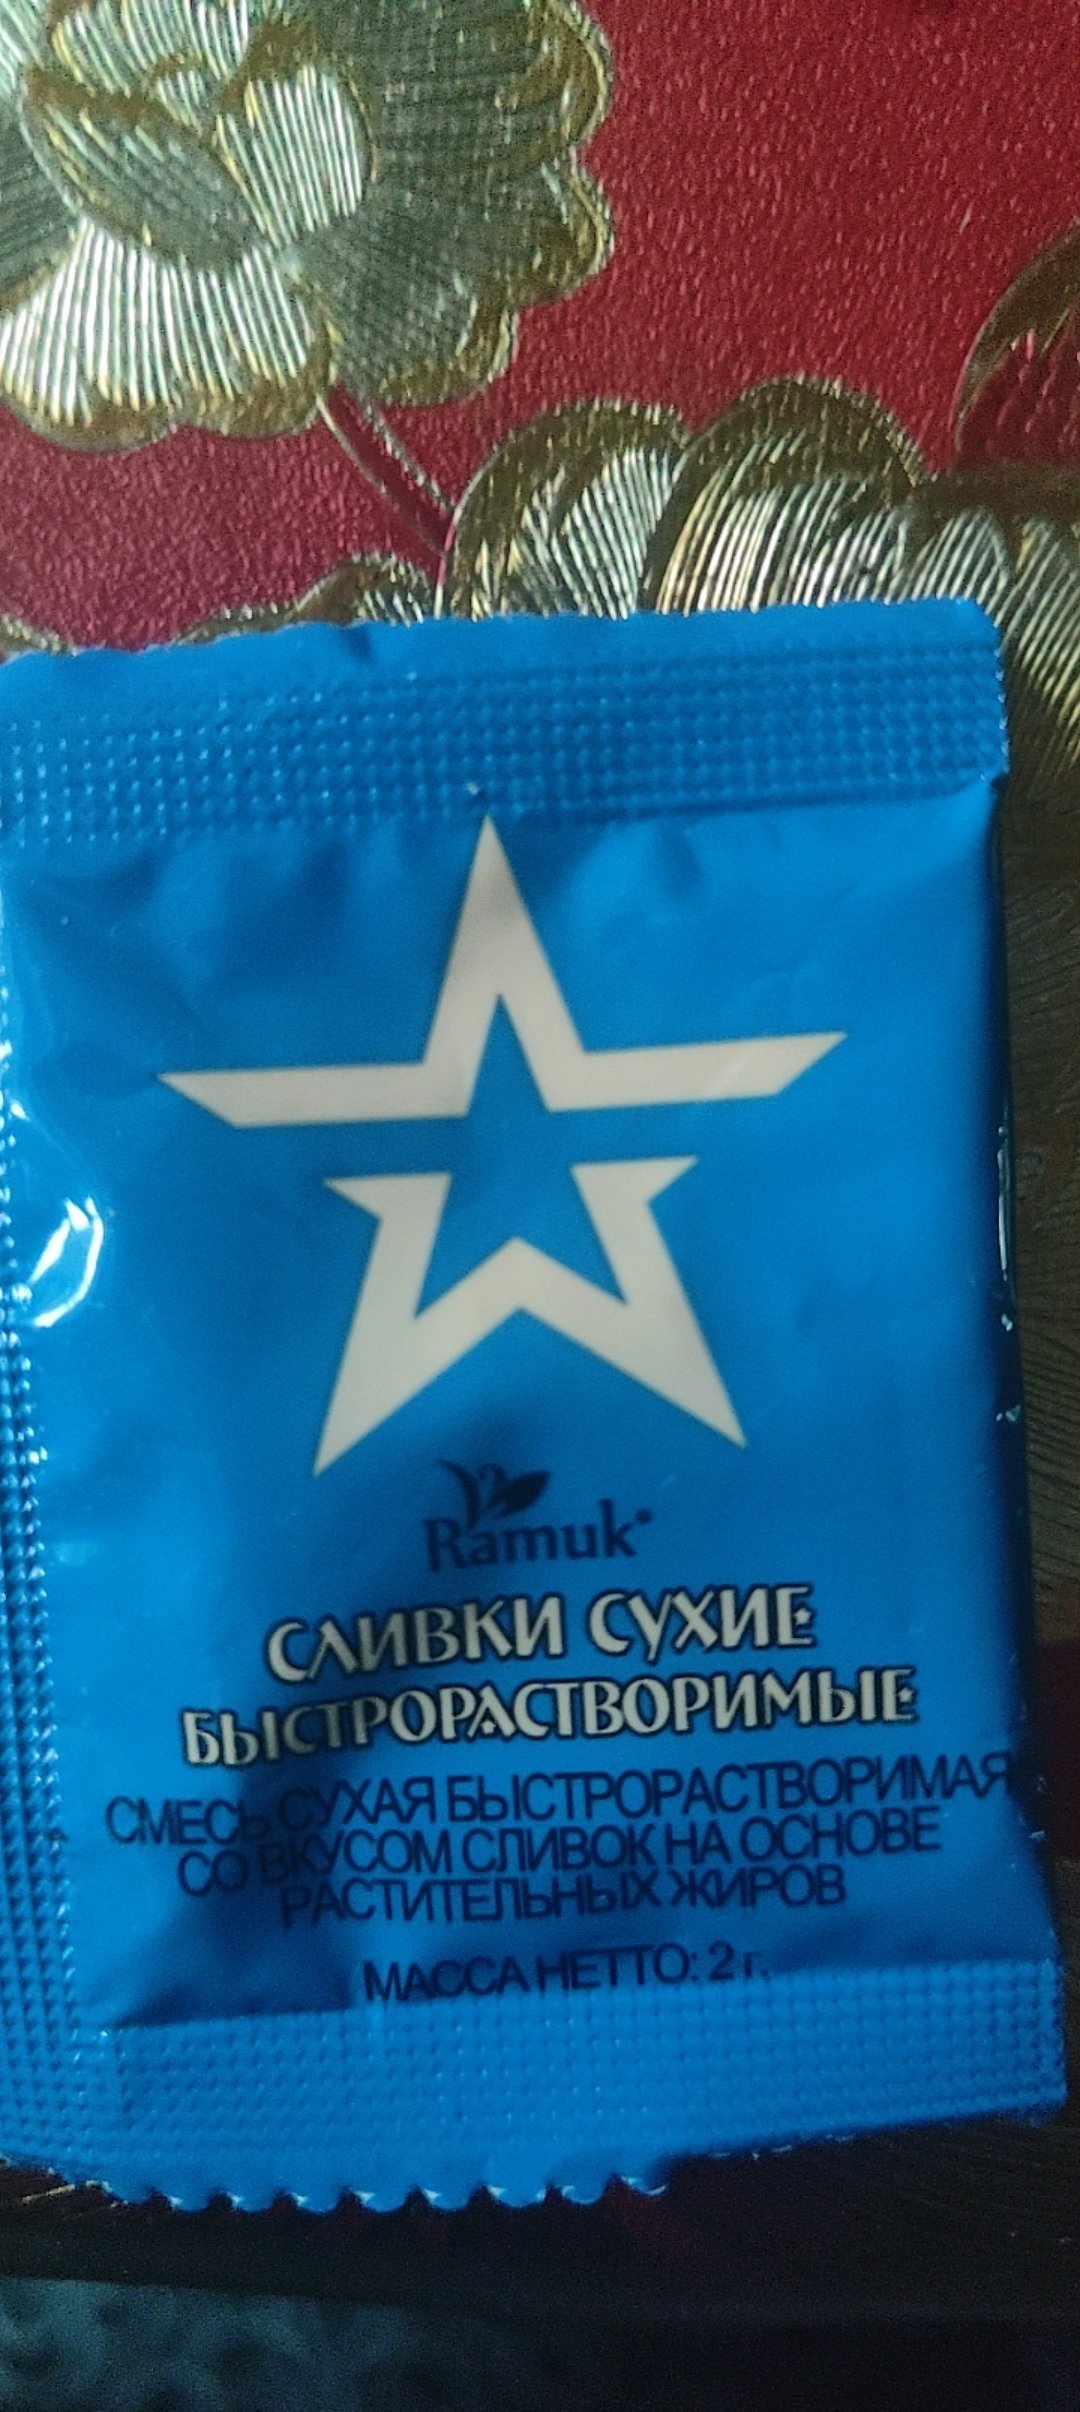 Ramuk
СЛИВКИ СУХИЕ
БЫСТРОРАСТВОРИМЫЕ
СМЕСЬ СУХАЯ БЫСТРОРАСТВОРИМАЯ
СО ВКУСОМ СЛИВОК НА ОСНОВЕ
РАСТИТЕЛЬНЫХ ЖИРОВ
МАССА НЕТТО: 2 г.